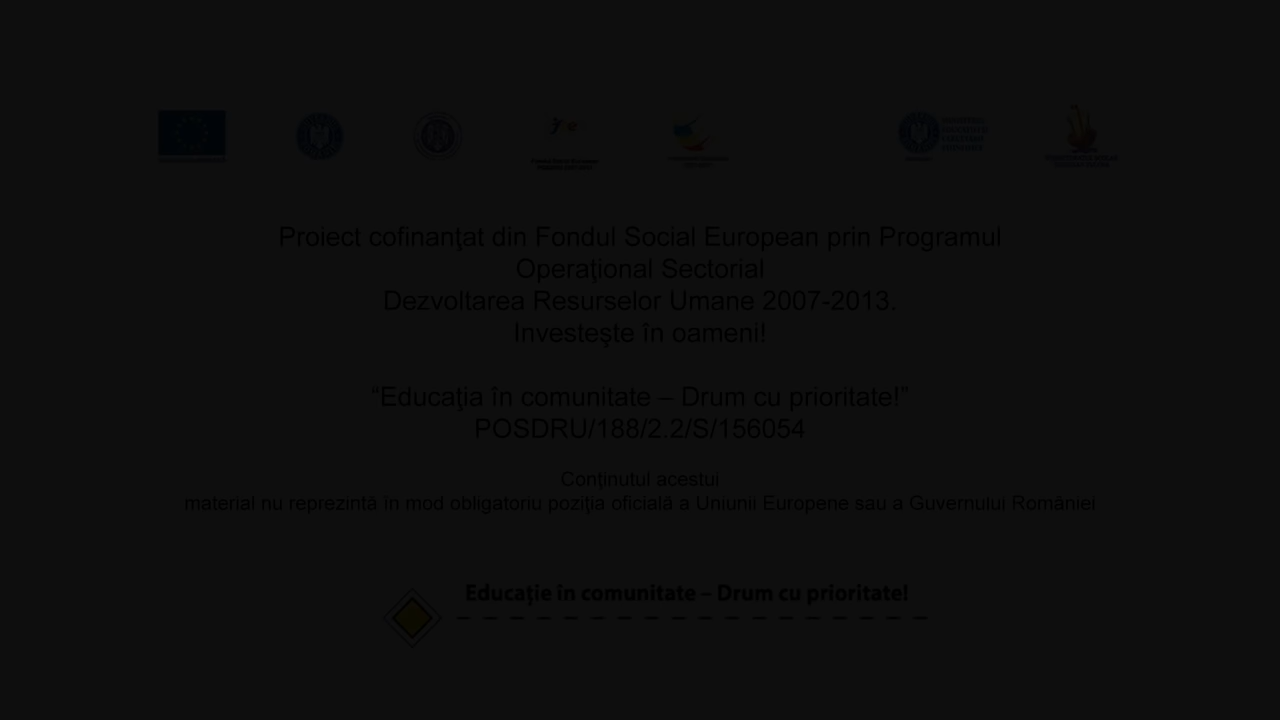 Proiect cofinanţat din Fondul Social European prin Programul
Operaţional Sectorial
Dezvoltarea Resurselor Umane 2007-2013.
Investeşte în oameni!
“Educaţia în comunitate – Drum cu prioritate!”
POSDRU/188/2.2/S/156054
Conţinutul acestui
material nu reprezintă în mod obligatoriu poziţia oficială a Uniunii Europene sau a Guvernului României
Educaţie în comunitate – Drum cu prioritate!